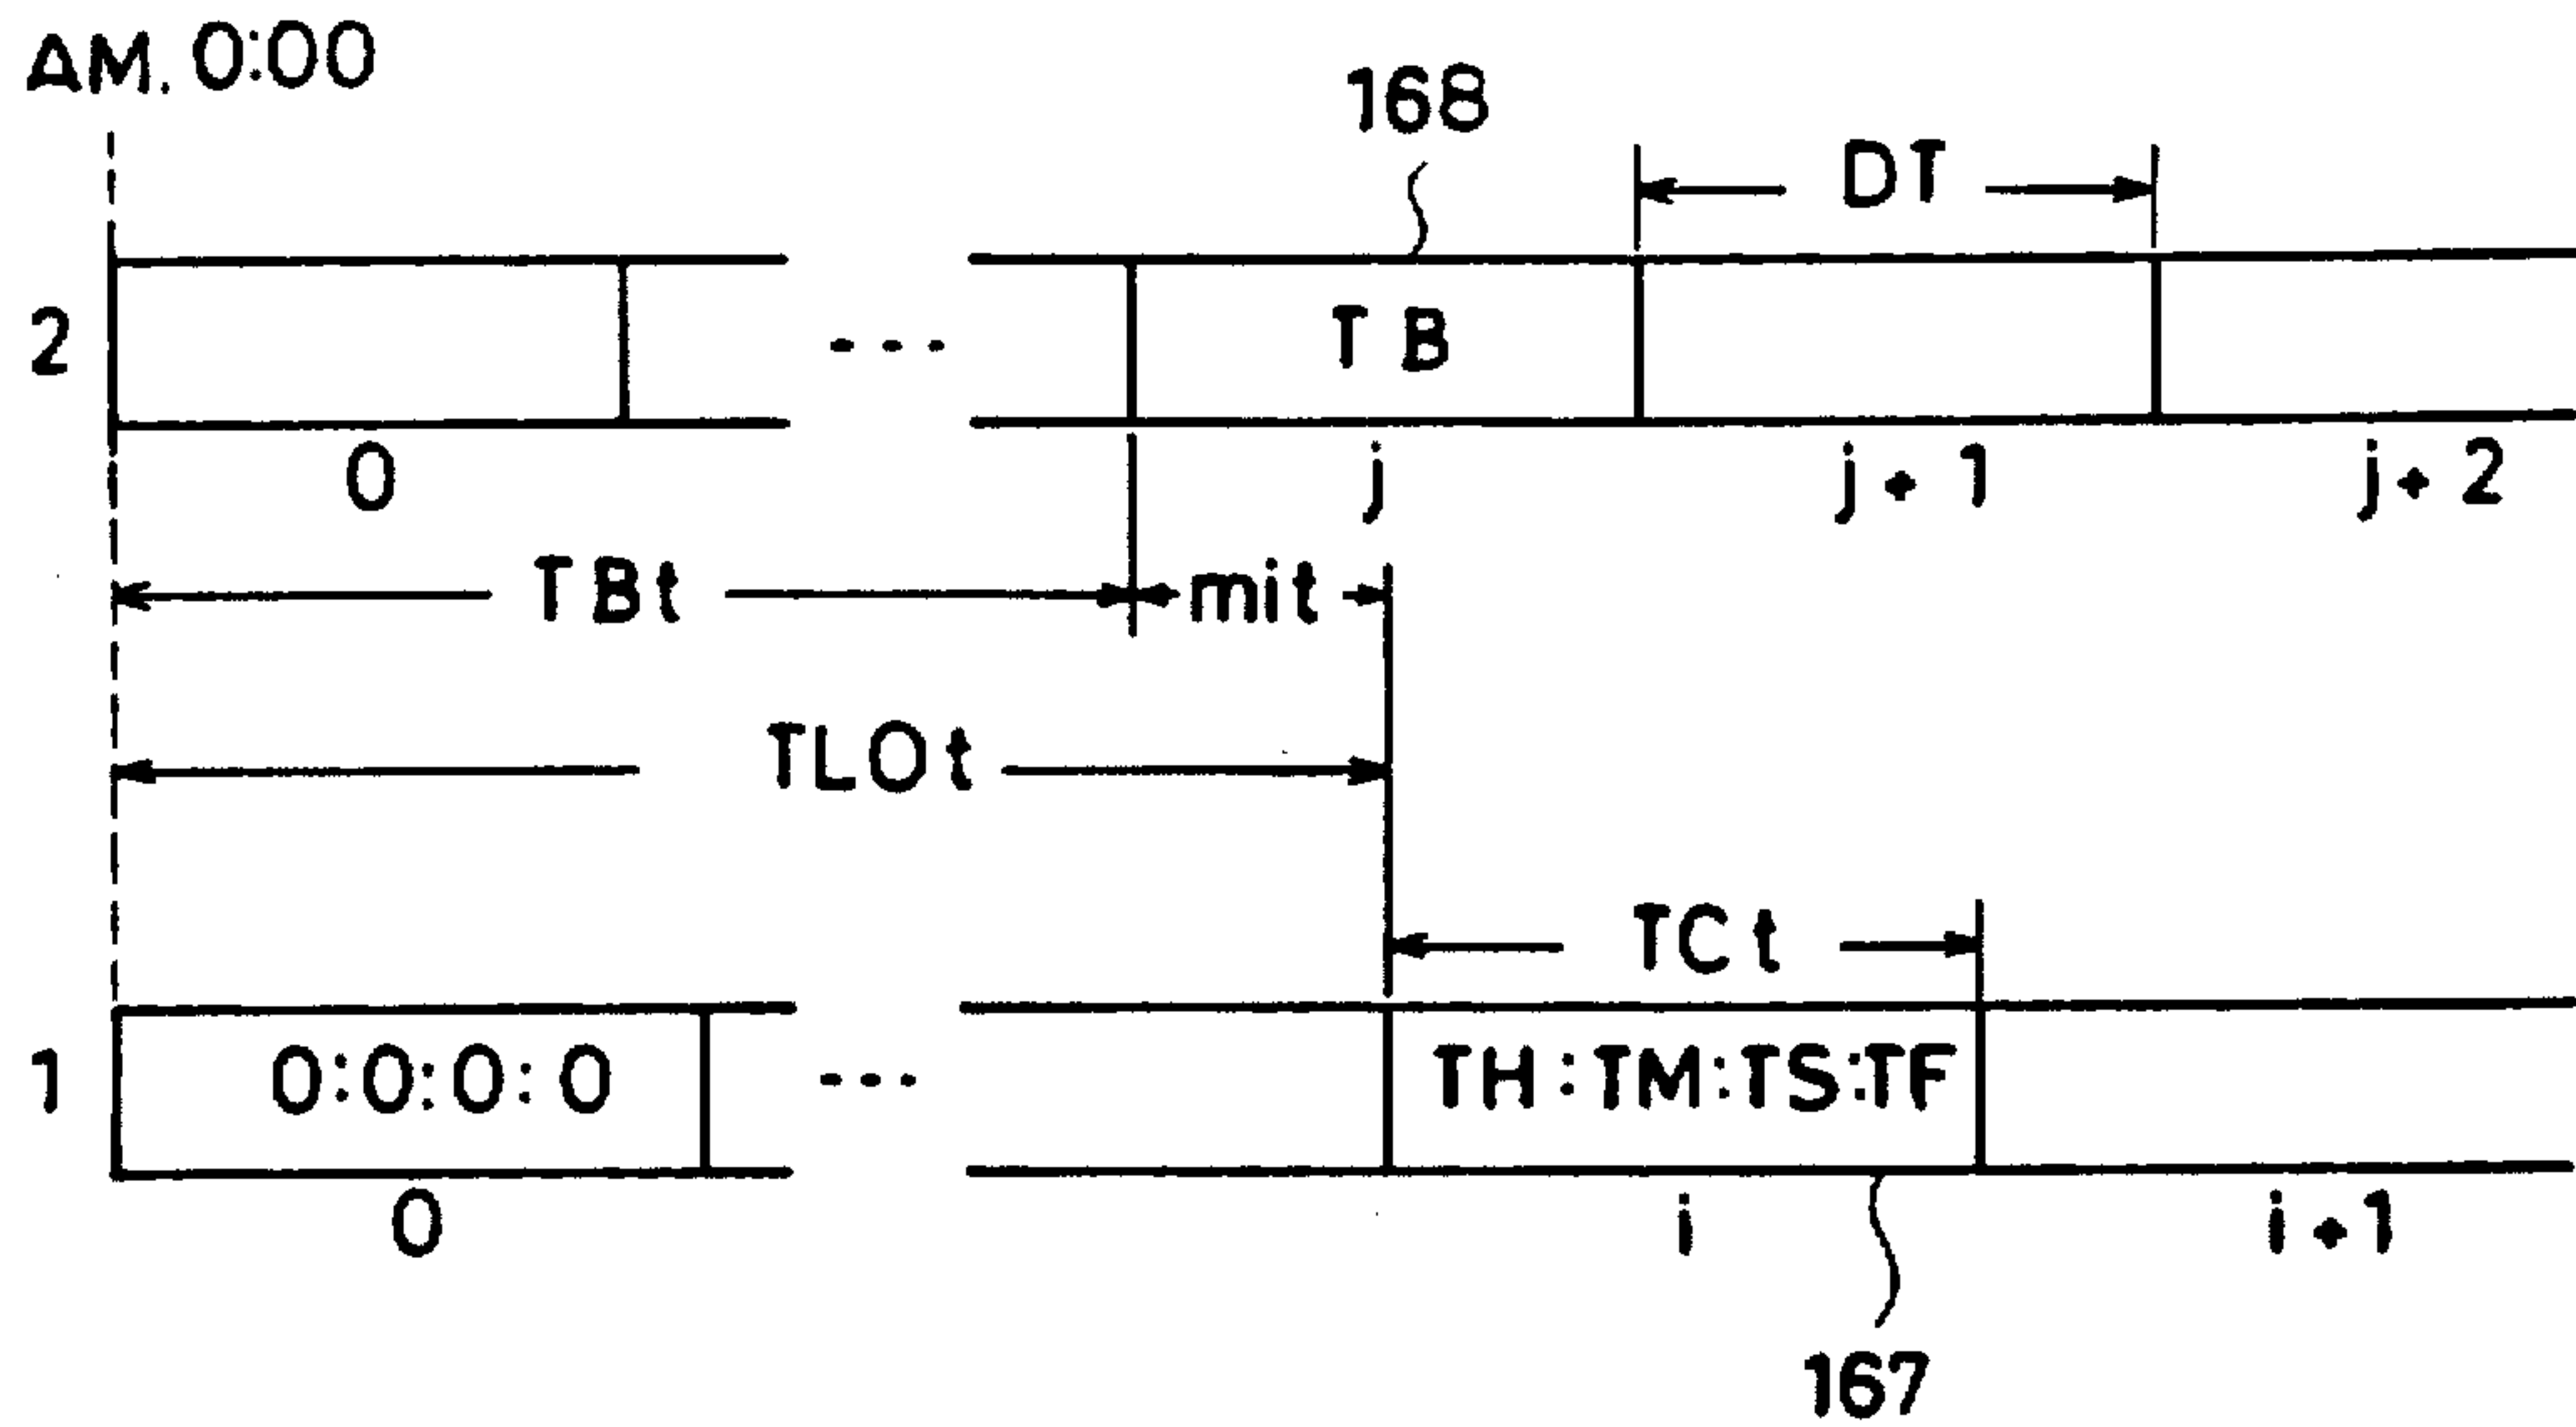 AM. 0:00
168
DT
2
... TB
0 j j+1 j+2
TBt mit
TLOt
TCt
1
0:0:0:0 ... TH:TM:TS:TF
0 i i+1
167